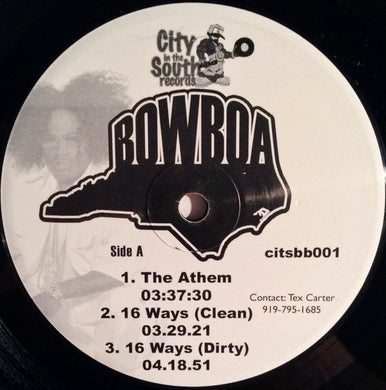 City
in the
South
records
BOWBOA
Side A
citsbb001
1. The Athem
03:37:30
2. 16 Ways (Clean)
03.29.21
3. 16 Ways (Dirty)
04.18.51
Contact: Tex Carter
919-795-1685